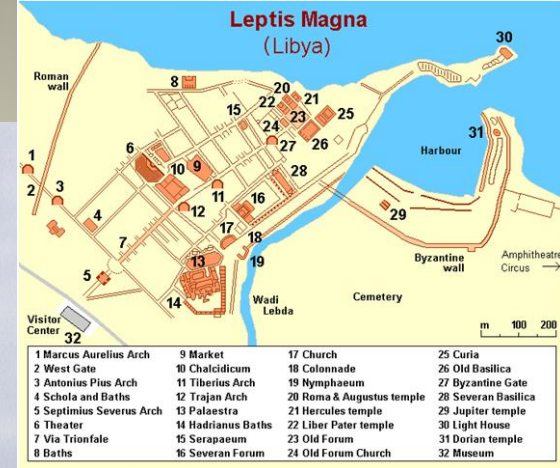 Leptis Magna
(Libya)
30
Roman
wall
8
20
21
22
15
23
25
24
26
27
31
6
Harbour
1
10
9
28
2
3
11
12
16
29
4
7
17
18
13
19
Byzantine
wall
Amphitheatre
Circus
5
14
Wadi
Lebda
Cemetery
Visitor
Center
32
m 100 200
1 Marcus Aurelius Arch
2 West Gate
3 Antonius Pius Arch
4 Schola and Baths
5 Septimius Severus Arch
6 Theater
7 Via Trionfale
8 Baths
9 Market
10 Chalcidicum
11 Tiberius Arch
12 Trajan Arch
13 Palaestra
14 Hadrianus Baths
15 Serapaeum
16 Severan Forum
17 Church
18 Colonnade
19 Nymphaeum
20 Roma & Augustus temple
21 Hercules temple
22 Liber Pater temple
23 Old Forum
24 Old Forum Church
25 Curia
26 Old Basilica
27 Byzantine Gate
28 Severan Basilica
29 Jupiter temple
30 Light House
31 Dorian temple
32 Museum